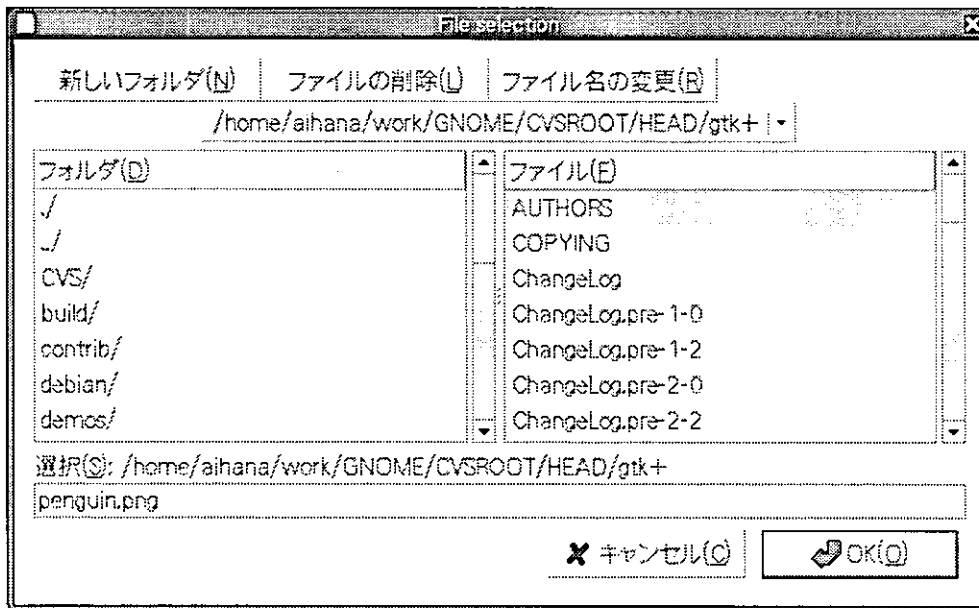 File selection
新しいフォルダ(N) ファイルの削除(L) ファイル名の変更(R)
/home/aihana/work/GNOME/CVSROOT/HEAD/gtk+
フォルダ(D)
./
../
CVS/
build/
contrib/
debian/
demos/
ファイル(F)
AUTHORS
COPYING
ChangeLog
ChangeLog.pre-1-0
ChangeLog.pre-1-2
ChangeLog.pre-2-0
ChangeLog.pre-2-2
選択(S): /home/aihana/work/GNOME/CVSROOT/HEAD/gtk+
penguin.png
キャンセル(C) OK(O)